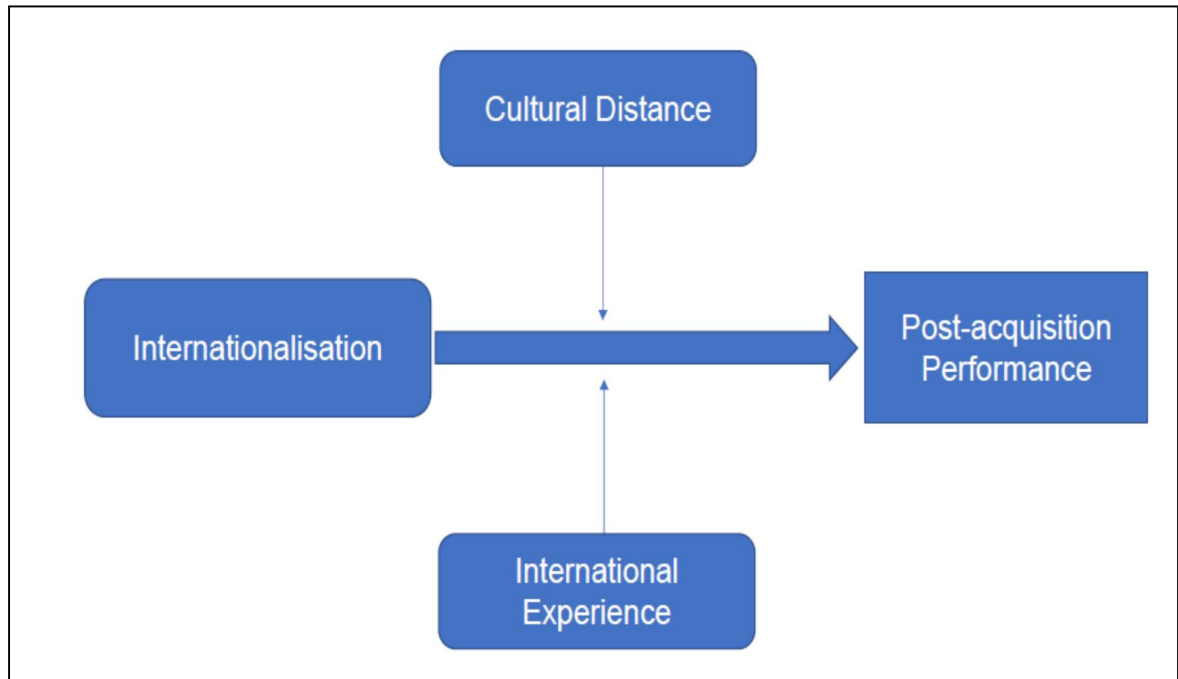 Cultural Distance
Internationalisation
Post-acquisition
Performance
International
Experience